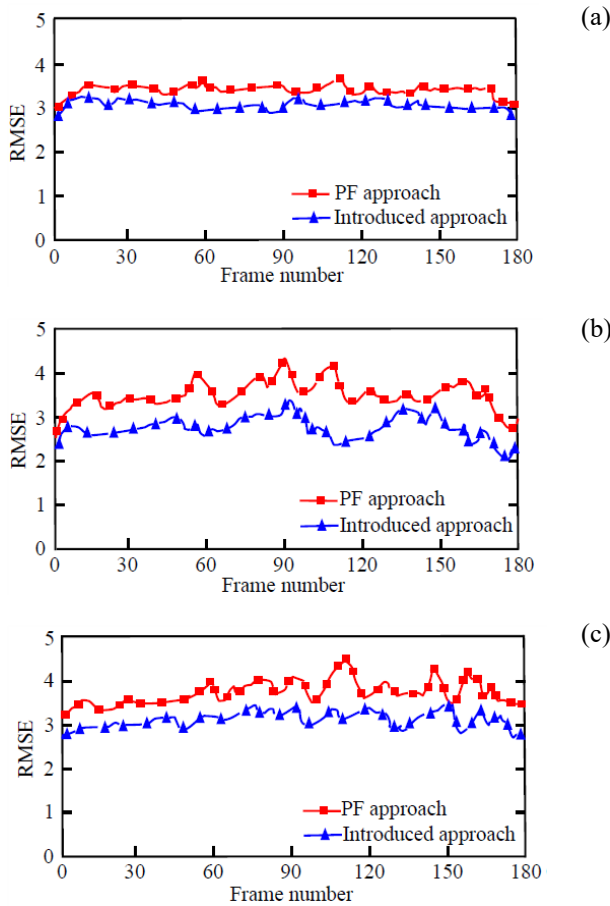 (a)
5
4
3
2
1
0
RMSE
PF approach
Introduced approach
0 30 60 90 120 150 180
Frame number
(b)
5
4
3
2
1
0
RMSE
PF approach
Introduced approach
0 30 60 90 120 150 180
Frame number
(c)
5
4
3
2
1
0
RMSE
PF approach
Introduced approach
0 30 60 90 120 150 180
Frame number